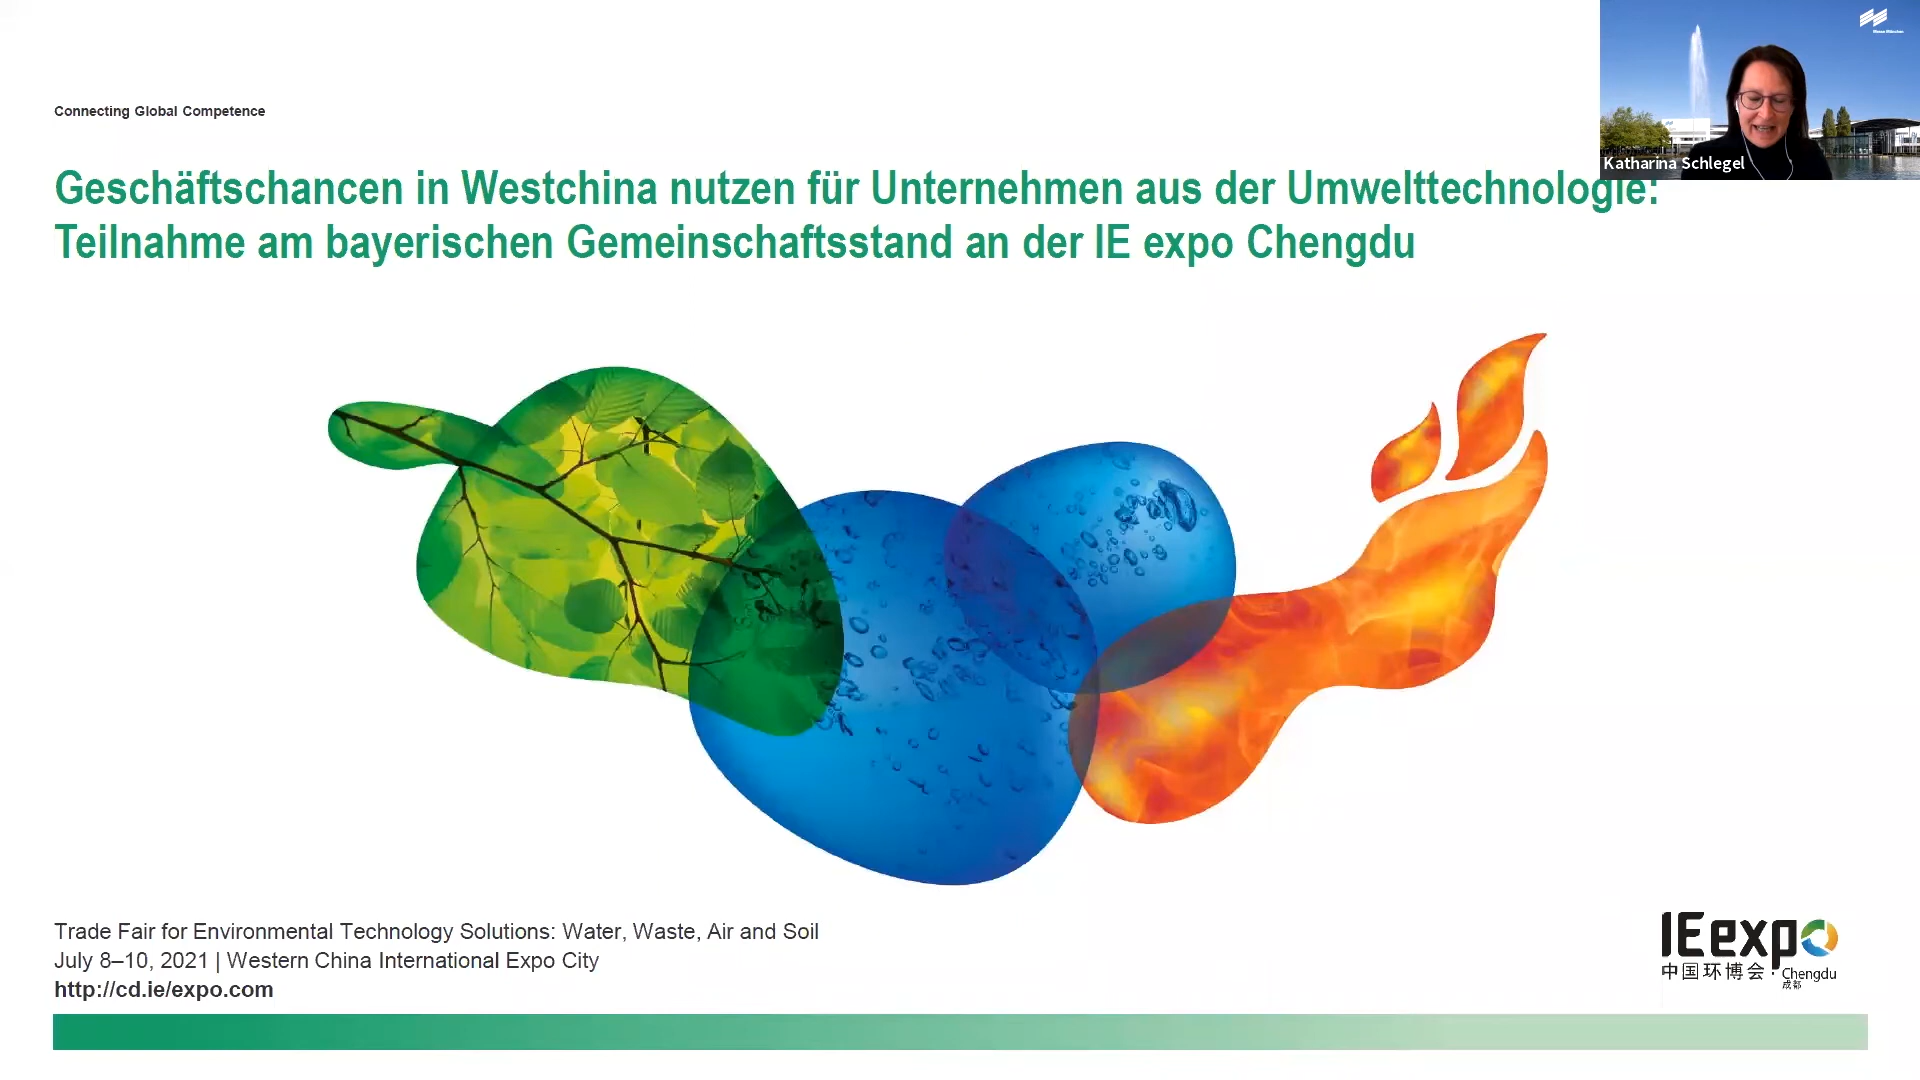 Messe München
Connecting Global Competence
Katharina Schlegel
Geschäftschancen in Westchina nutzen für Unternehmen aus der Umwelttechnologie:
Teilnahme am bayerischen Gemeinschaftsstand an der IE expo Chengdu
Trade Fair for Environmental Technology Solutions: Water, Waste, Air and Soil
July 8–10, 2021 | Western China International Expo City
http://cd.ie/expo.com
IEexpo
中国环博会·Chengdu
成都